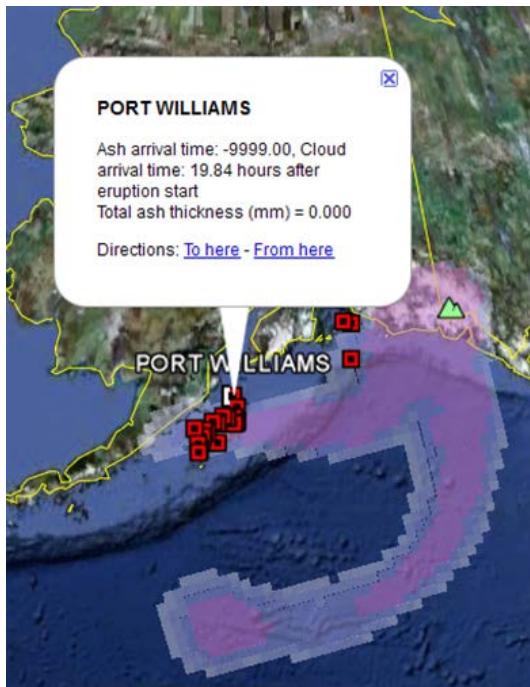 PORT WILLIAMS
Ash arrival time: -9999.00, Cloud
arrival time: 19.84 hours after
eruption start
Total ash thickness (mm) = 0.000
Directions: To here - From here
PORT WILLIAMS